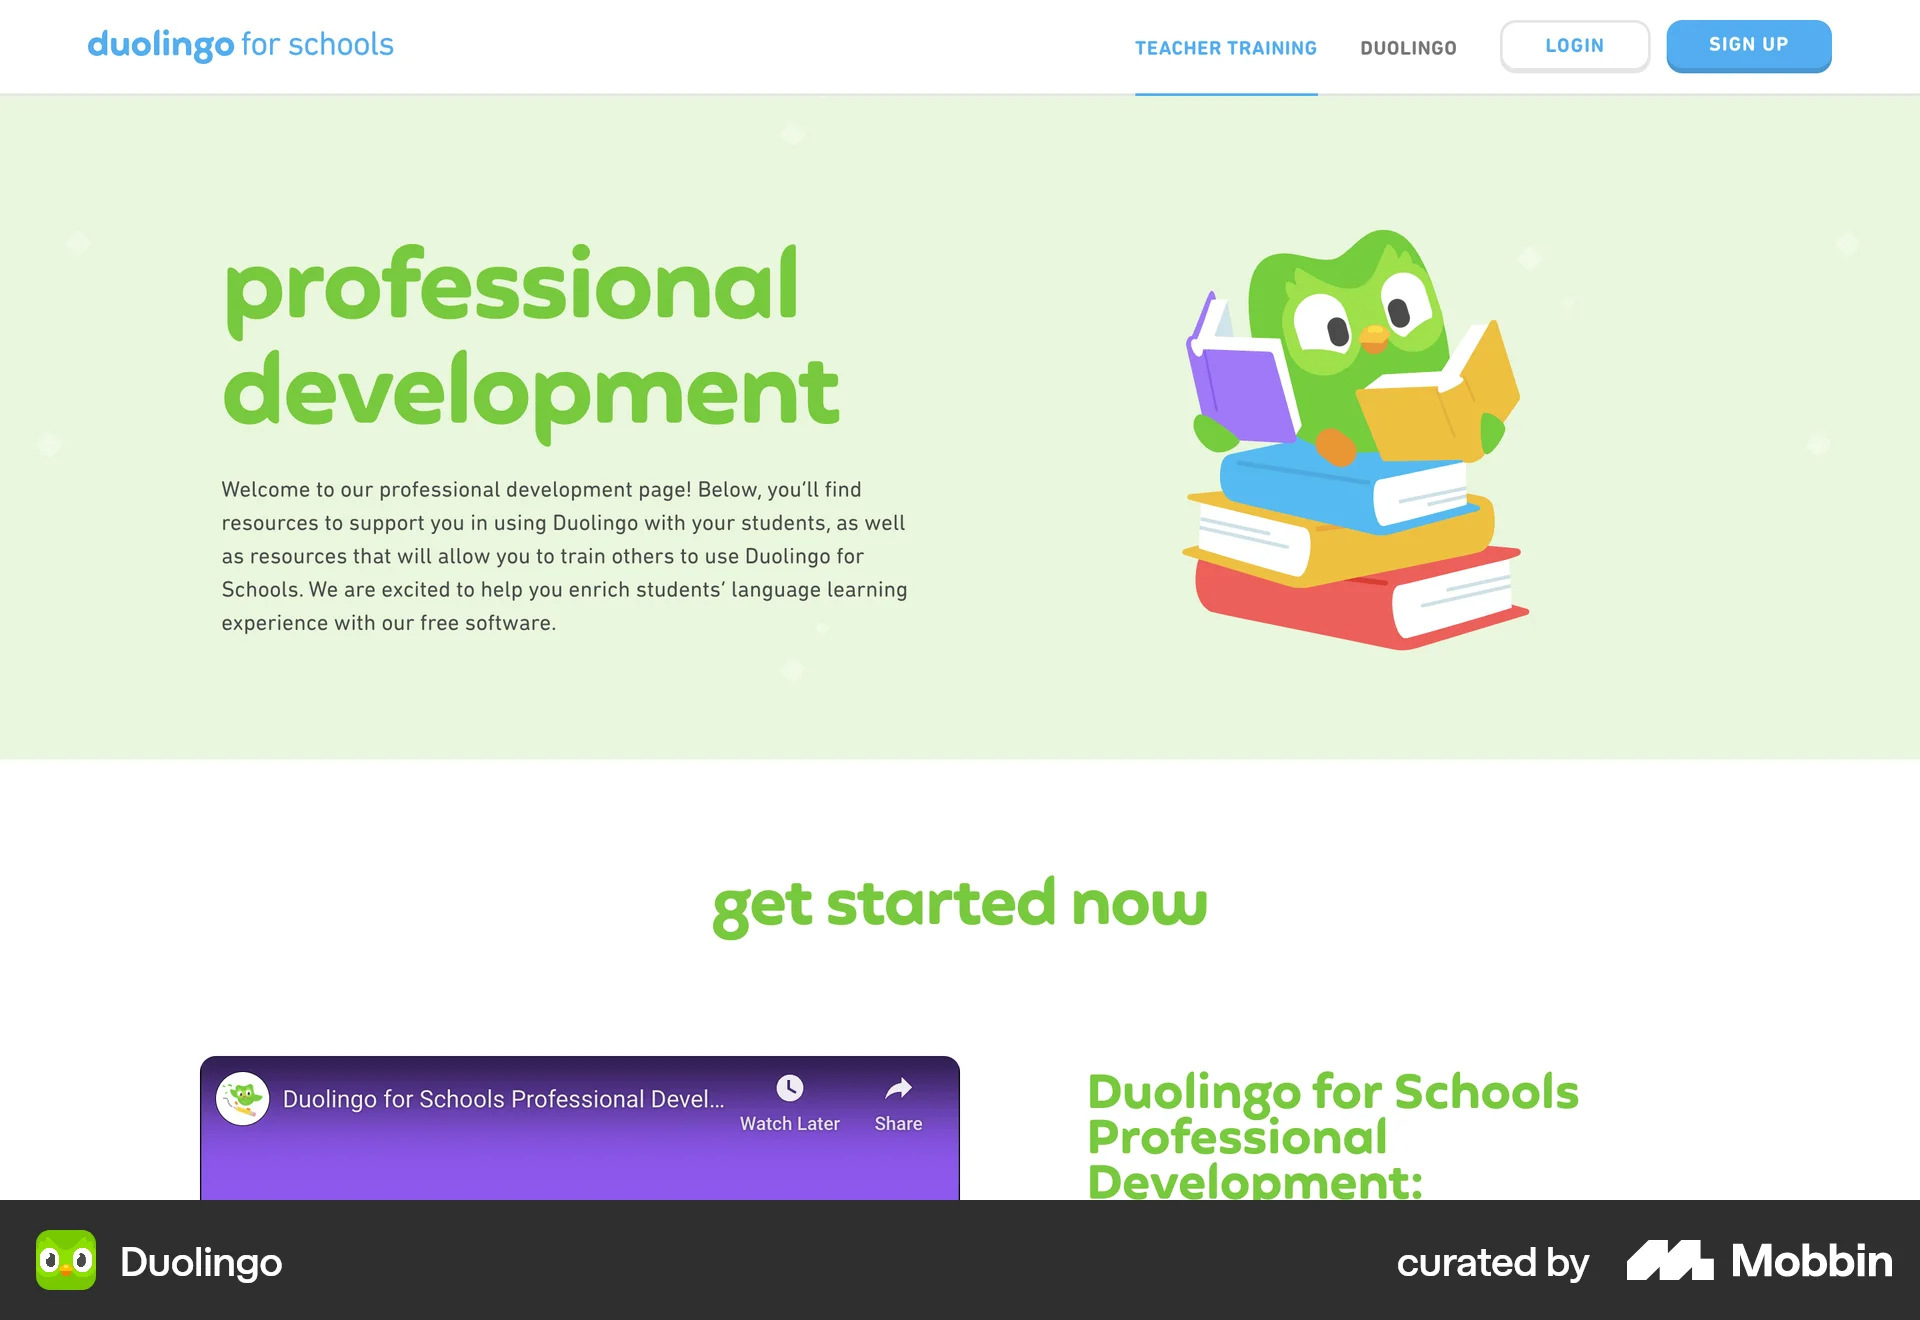 duolingo for schools
TEACHER TRAINING
DUOLINGO
LOGIN
SIGN UP
professional
development
Welcome to our professional development page! Below, you’ll find
resources to support you in using Duolingo with your students, as well
as resources that will allow you to train others to use Duolingo for
Schools. We are excited to help you enrich students’ language learning
experience with our free software.
get started now
Duolingo for Schools Professional Devel...
Watch Later
Share
Duolingo for Schools
Professional
Development:
Duolingo
curated by
Mobbin